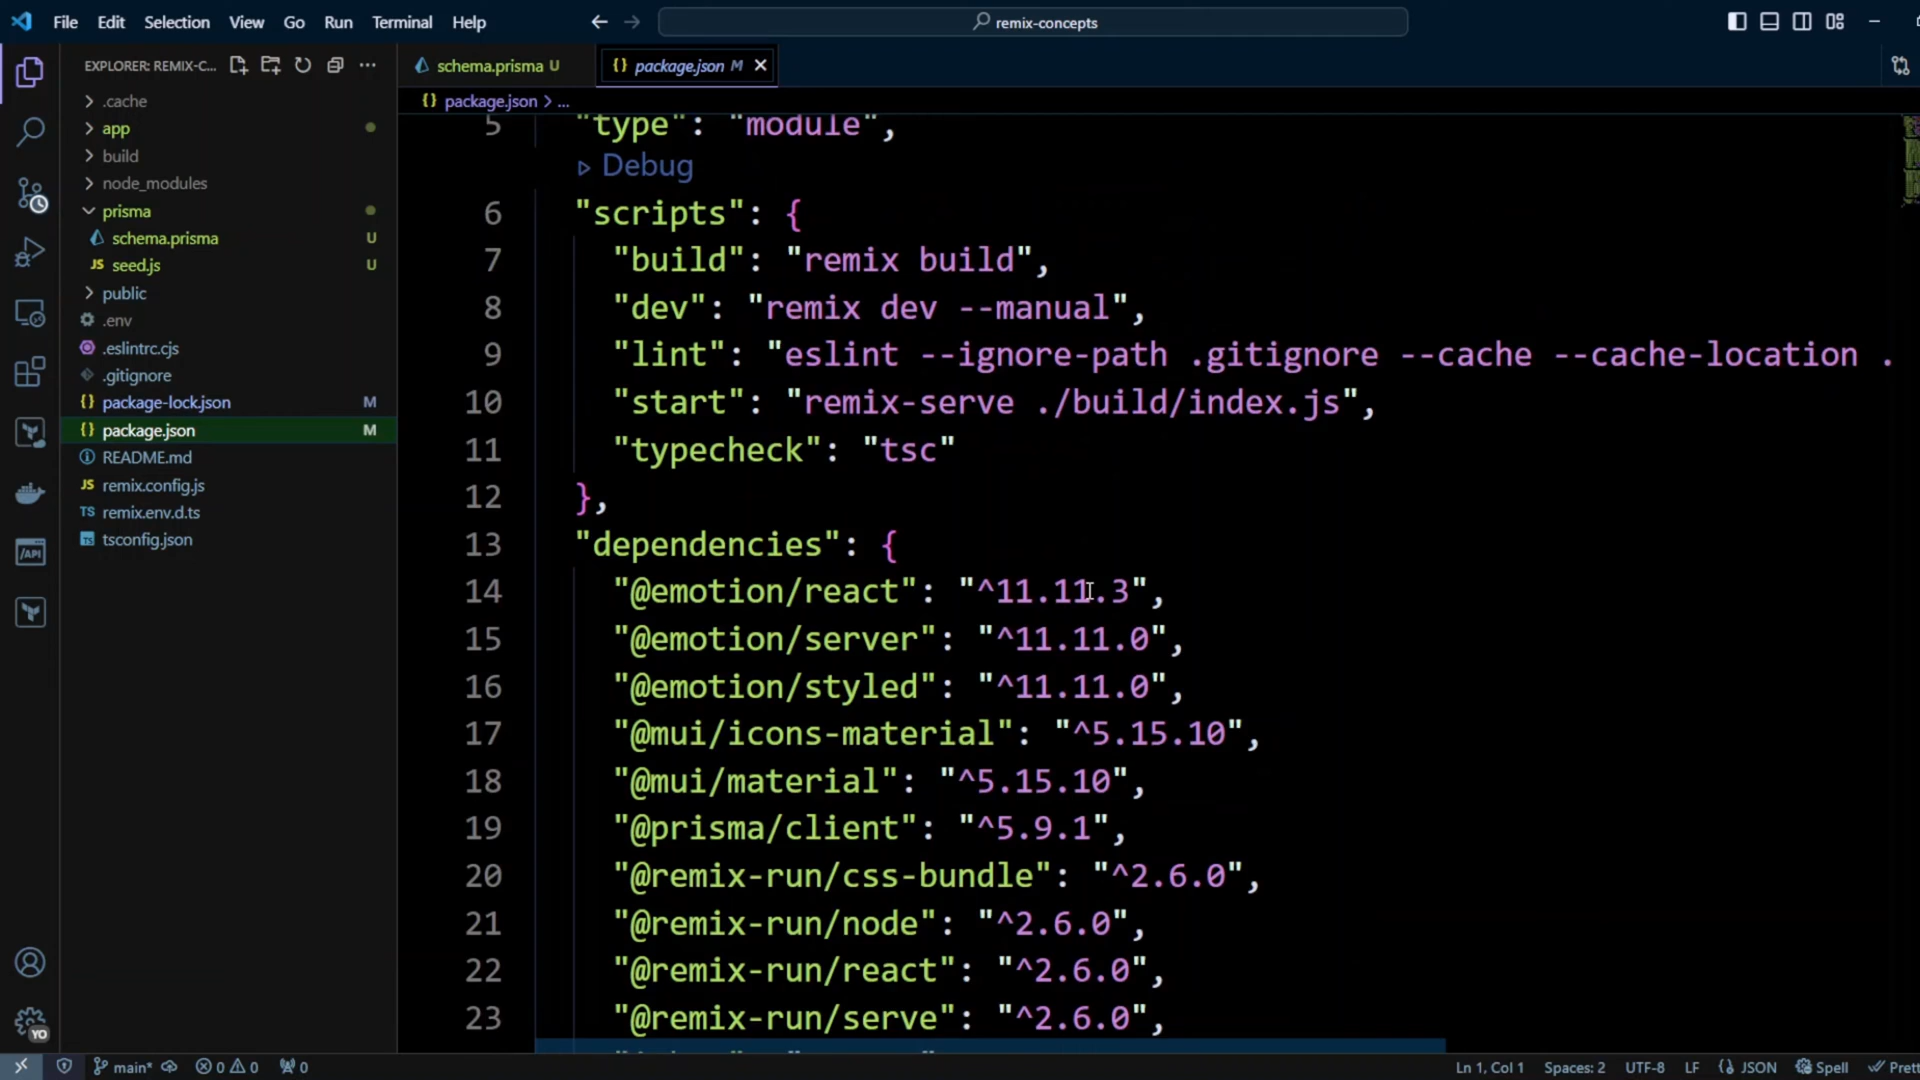 File Edit Selection View Go Run Terminal Help
remix-concepts
EXPLORER: REMIX-C...
.cache
app
build
node_modules
prisma
schema.prisma U
seed.js U
public
.env
.eslintrc.cjs
.gitignore
package-lock.json M
package.json M
README.md
remix.config.js
remix.env.d.ts
tsconfig.json
schema.prisma U
package.json M
package.json > ...
5 "type": "module",
Debug
6 "scripts": {
7 "build": "remix build",
8 "dev": "remix dev --manual",
9 "lint": "eslint --ignore-path .gitignore --cache --cache-location .
10 "start": "remix-serve ./build/index.js",
11 "typecheck": "tsc"
12 },
13 "dependencies": {
14 "@emotion/react": "^11.11.3",
15 "@emotion/server": "^11.11.0",
16 "@emotion/styled": "^11.11.0",
17 "@mui/icons-material": "^5.15.10",
18 "@mui/material": "^5.15.10",
19 "@prisma/client": "^5.9.1",
20 "@remix-run/css-bundle": "^2.6.0",
21 "@remix-run/node": "^2.6.0",
22 "@remix-run/react": "^2.6.0",
23 "@remix-run/serve": "^2.6.0",
YO
main* 0 0 0
Ln 1, Col 1 Spaces: 2 UTF-8 LF {} JSON Spell Prett